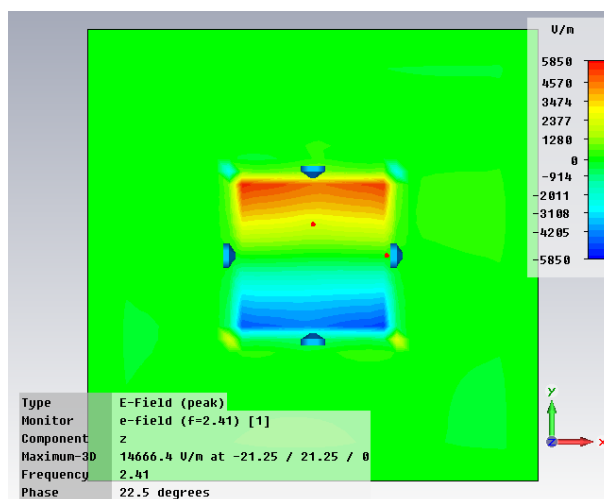 V/m
5850
4570
3474
2377
1280
0
-914
-2011
-3108
-4205
-5850
y
z
x
Type E-Field (peak)
Monitor e-field (f=2.41) [1]
Component z
Maximum-3D 14666.4 V/m at -21.25 / 21.25 / 0
Frequency 2.41
Phase 22.5 degrees